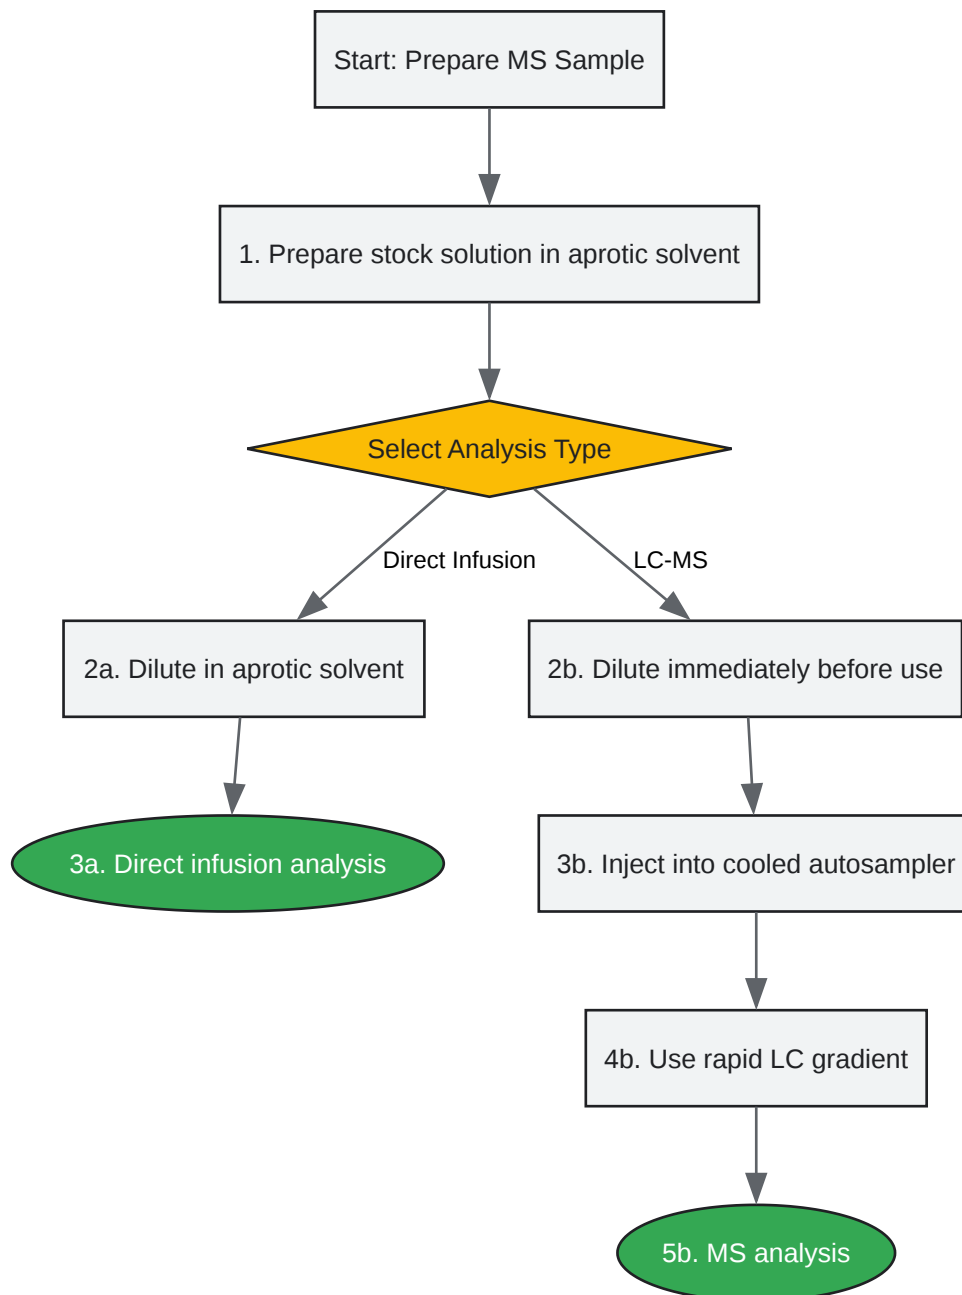 Start: Prepare MS Sample
1. Prepare stock solution in aprotic solvent
Select Analysis Type
Direct Infusion
LC-MS
2a. Dilute in aprotic solvent
2b. Dilute immediately before use
3a. Direct infusion analysis
3b. Inject into cooled autosampler
4b. Use rapid LC gradient
5b. MS analysis